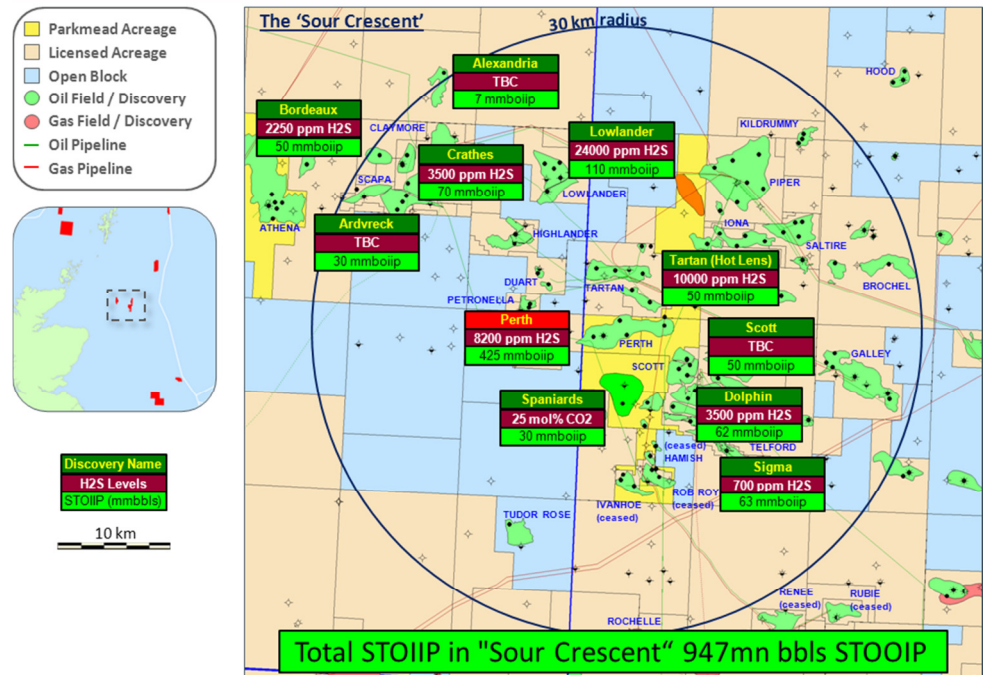 Parkmead Acreage
Licensed Acreage
Open Block
Oil Field / Discovery
Gas Field / Discovery
Oil Pipeline
Gas Pipeline
Discovery Name
H2S Levels
STOIIP (mmbbls)
10 km
The ‘Sour Crescent’
30 km radius
Alexandria
TBC
7 mmboiip
HOOD
Bordeaux
2250 ppm H2S
50 mmboiip
CLAYMORE
Lowlander
24000 ppm H2S
110 mmboiip
KILDRUMMY
Crathes
3500 ppm H2S
70 mmboiip
SCAPA
LOWLANDER
PIPER
Ardvreck
TBC
30 mmboiip
ATHENA
HIGHLANDER
IONA
SALTIRE
Tartan (Hot Lens)
10000 ppm H2S
50 mmboiip
DUART
TARTAN
BROCHEL
PETRONELLA
Perth
8200 ppm H2S
425 mmboiip
PERTH
Scott
TBC
50 mmboiip
SCOTT
GALLEY
Spaniards
25 mol% CO2
30 mmboiip
Dolphin
3500 ppm H2S
62 mmboiip
(ceased)
HAMISH
TELFORD
Sigma
700 ppm H2S
63 mmboiip
IVANHOE
(ceased)
ROB ROY
(ceased)
TUDOR ROSE
RENEE
(ceased)
RUBIE
(ceased)
ROCHELLE
Total STOIIP in "Sour Crescent“ 947mn bbls STOOIP